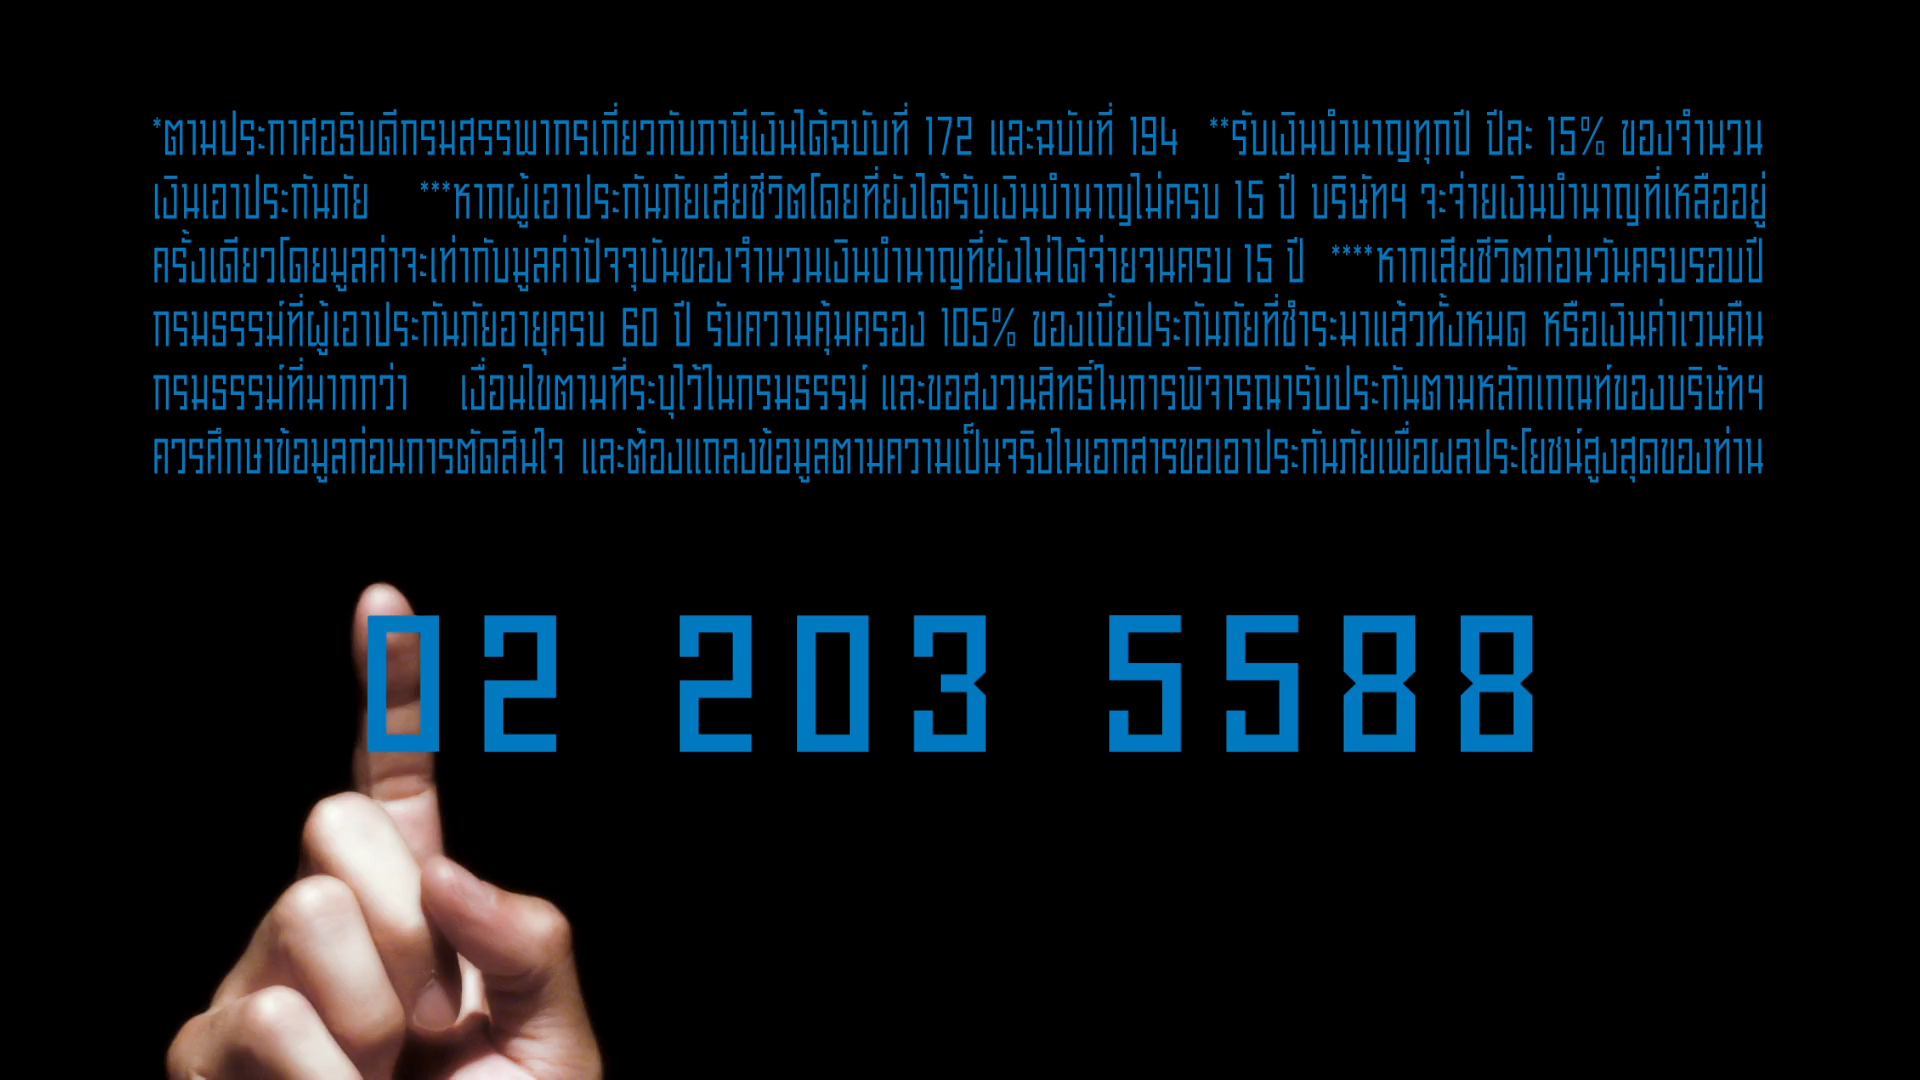 *ตามประกาศอธิบดีกรมสรรพากรเกี่ยวกับภาษีเงินได้ฉบับที่ 172 และฉบับที่ 194 **รับเงินบำนาญทุกปี ปีละ 15% ของจำนวน
เงินเอาประกันภัย ***หากผู้เอาประกันภัยเสียชีวิตโดยที่ยังได้รับเงินบำนาญไม่ครบ 15 ปี บริษัทฯ จะจ่ายเงินบำนาญที่เหลืออยู่
ครั้งเดียวโดยมูลค่าจะเท่ากับมูลค่าปัจจุบันของจำนวนเงินบำนาญที่ยังไม่ได้จ่ายจนครบ 15 ปี ****หากเสียชีวิตก่อนวันครบรอบปี
กรมธรรม์ที่ผู้เอาประกันภัยอายุครบ 60 ปี รับความคุ้มครอง 105% ของเบี้ยประกันภัยที่ชำระมาแล้วทั้งหมด หรือเงินค่าเวนคืน
กรมธรรม์ที่มากกว่า เงื่อนไขตามที่ระบุไว้ในกรมธรรม์ และขอสงวนสิทธิ์ในการพิจารณารับประกันตามหลักเกณฑ์ของบริษัทฯ
ควรศึกษาข้อมูลก่อนการตัดสินใจ และต้องแถลงข้อมูลตามความเป็นจริงในเอกสารขอเอาประกันภัยเพื่อผลประโยชน์สูงสุดของท่าน
02 203 5588